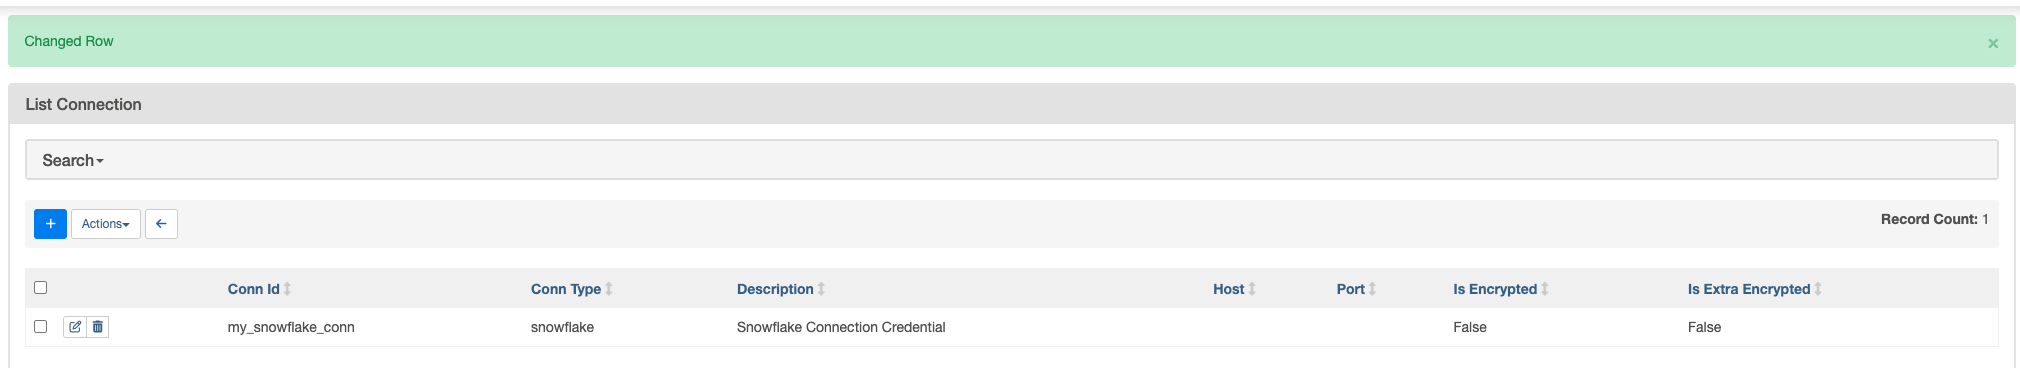 Changed Row ×
List Connection
Search
+ Actions ← Record Count: 1
Conn Id Conn Type Description Host Port Is Encrypted Is Extra Encrypted
my_snowflake_conn snowflake Snowflake Connection Credential False False